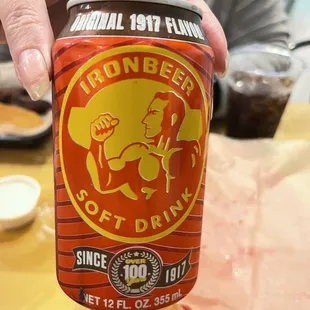 ORIGINAL 1917 FLAVOR
IRONBEER
SOFT DRINK
SINCE 1917
OVER
100
YEARS
NET 12 FL. OZ. 355 mL